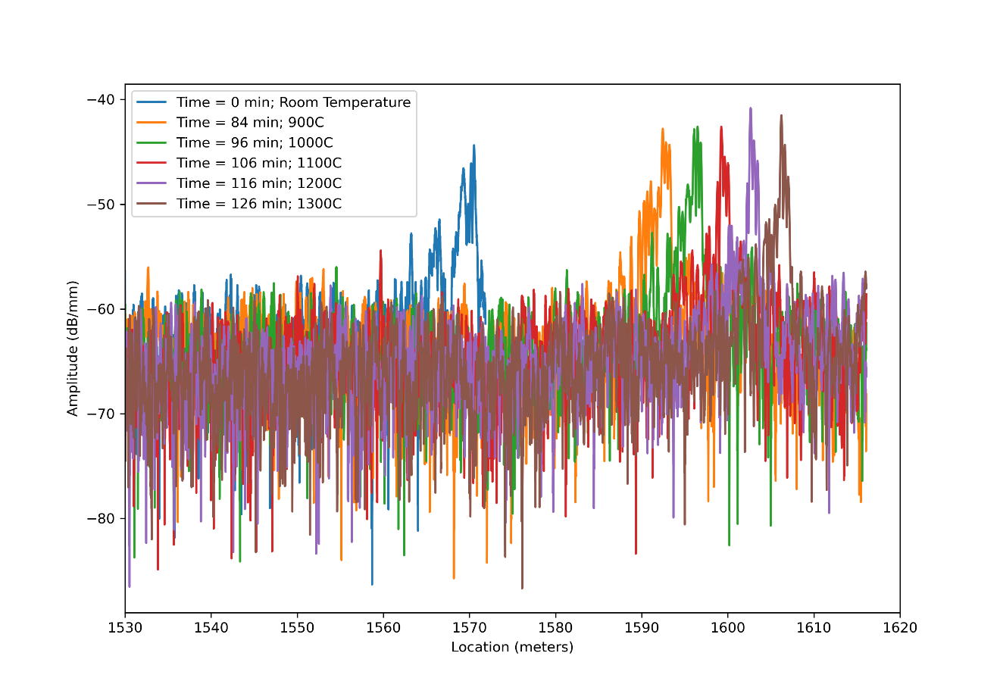 Time = 0 min; Room Temperature
Time = 84 min; 900C
Time = 96 min; 1000C
Time = 106 min; 1100C
Time = 116 min; 1200C
Time = 126 min; 1300C
Amplitude (dB/mm)
−40
−50
−60
−70
−80
1530 1540 1550 1560 1570 1580 1590 1600 1610 1620
Location (meters)